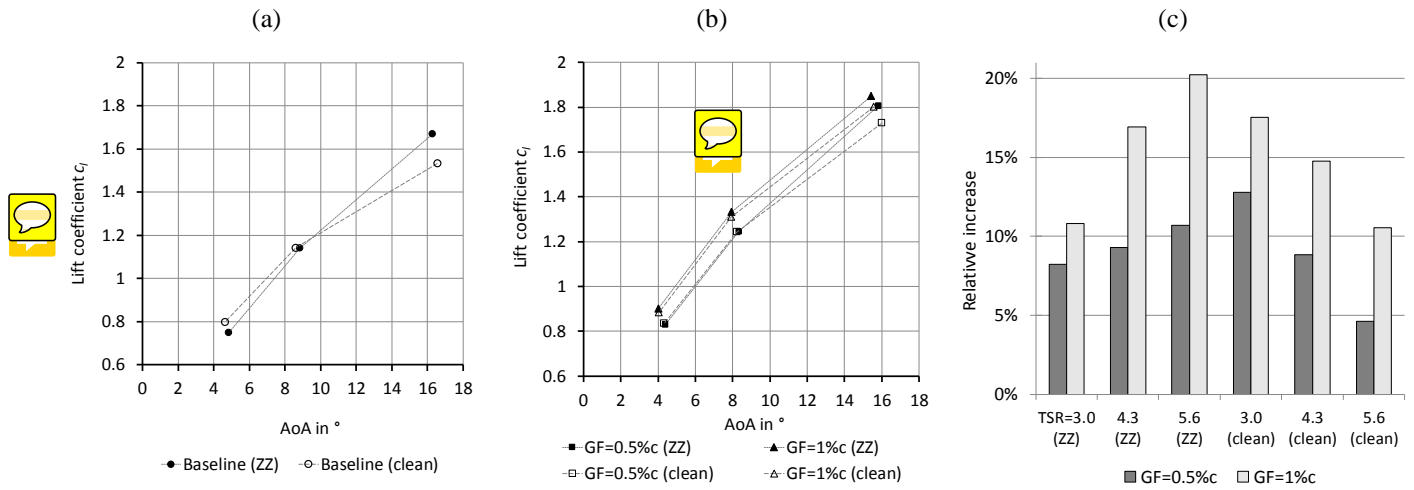 (a)
2
1.8
1.6
1.4
1.2
1
0.8
0.6
Lift coefficient cl
0 2 4 6 8 10 12 14 16 18
AoA in °
Baseline (ZZ) Baseline (clean)
(b)
2
1.8
1.6
1.4
1.2
1
0.8
0.6
Lift coefficient cl
0 2 4 6 8 10 12 14 16 18
AoA in °
GF=0.5%c (ZZ) GF=1%c (ZZ)
GF=0.5%c (clean) GF=1%c (clean)
(c)
20%
15%
10%
5%
0%
Relativve increase
TSR=3.0 4.3 5.6 3.0 4.3 5.6
(ZZ) (ZZ) (ZZ) (clean) (clean) (clean)
GF=0.5%c GF=1%c